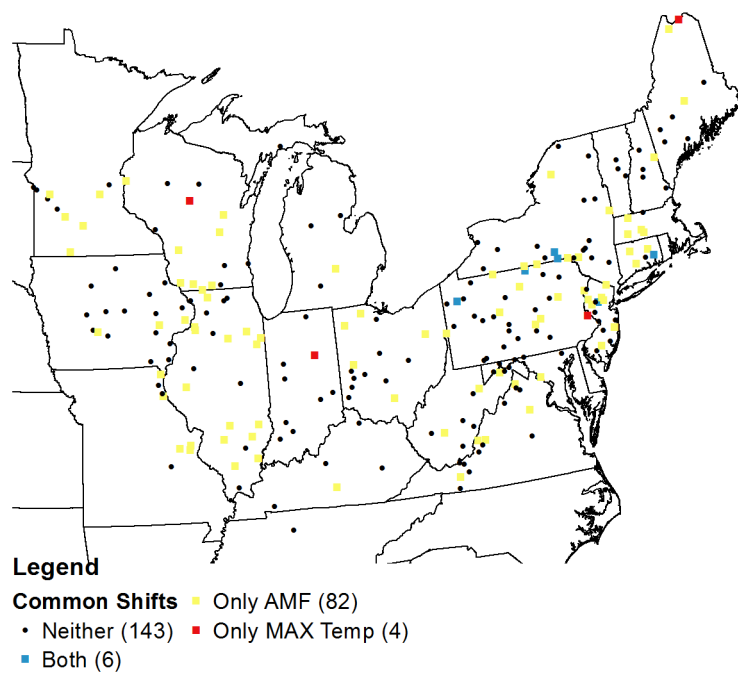 Legend
Common Shifts Only AMF (82)
Neither (143) Only MAX Temp (4)
Both (6)